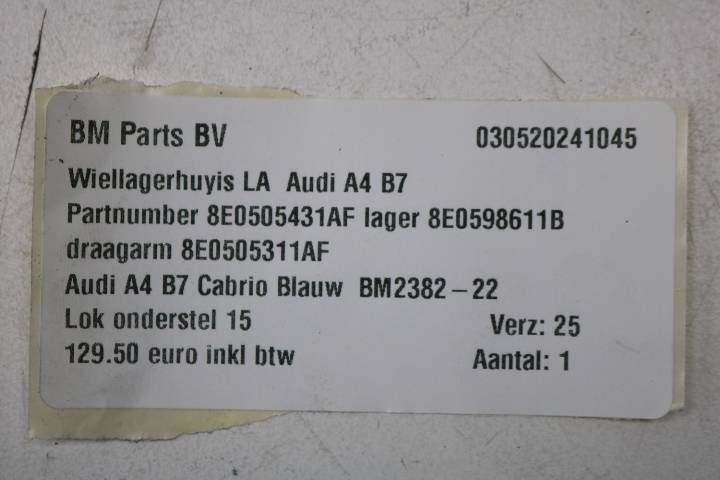 BM Parts BV 030520241045
Wiellagerhuyis LA Audi A4 B7
Partnumber 8E0505431AF lager 8E0598611B
draagarm 8E0505311AF
Audi A4 B7 Cabrio Blauw BM2382-22
Lok onderstel 15 Verz: 25
129.50 euro inkl btw Aantal: 1